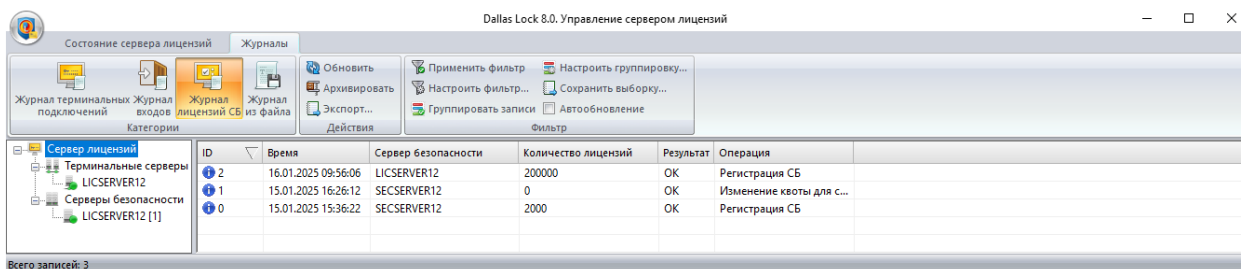 Dallas Lock 8.0. Управление сервером лицензий
Состояние сервера лицензий Журналы
Журнал терминальных подключений
Журнал входов
Журнал лицензий СБ
Журнал из файла
Категории
Обновить
Архивировать
Экспорт...
Действия
Применить фильтр Настроить группировку...
Настроить фильтр... Сохранить выборку...
Группировать записи Автообновление
Фильтр
Сервер лицензий
Терминальные серверы
LICSERVER12
Серверы безопасности
LICSERVER12 [1]
ID Время Сервер безопасности Количество лицензий Результат Операция
2 16.01.2025 09:56:06 LICSERVER12 200000 OK Регистрация СБ
1 15.01.2025 16:26:12 SECSERVER12 0 OK Изменение квоты для с...
0 15.01.2025 15:36:22 SECSERVER12 2000 OK Регистрация СБ
Всего записей: 3